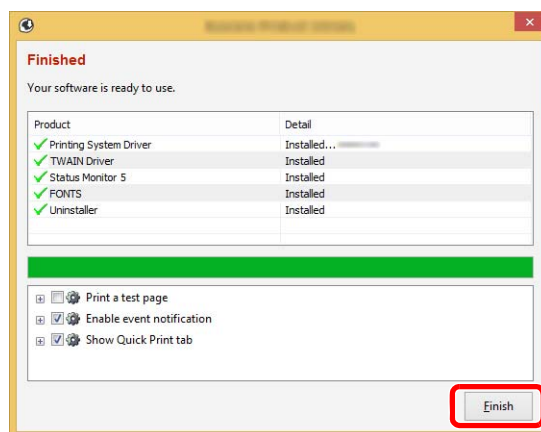 Finished
Your software is ready to use.
Product Detail
Printing System Driver Installed...
TWAIN Driver Installed
Status Monitor 5 Installed
FONTS Installed
Uninstaller Installed
Print a test page
Enable event notification
Show Quick Print tab
Finish